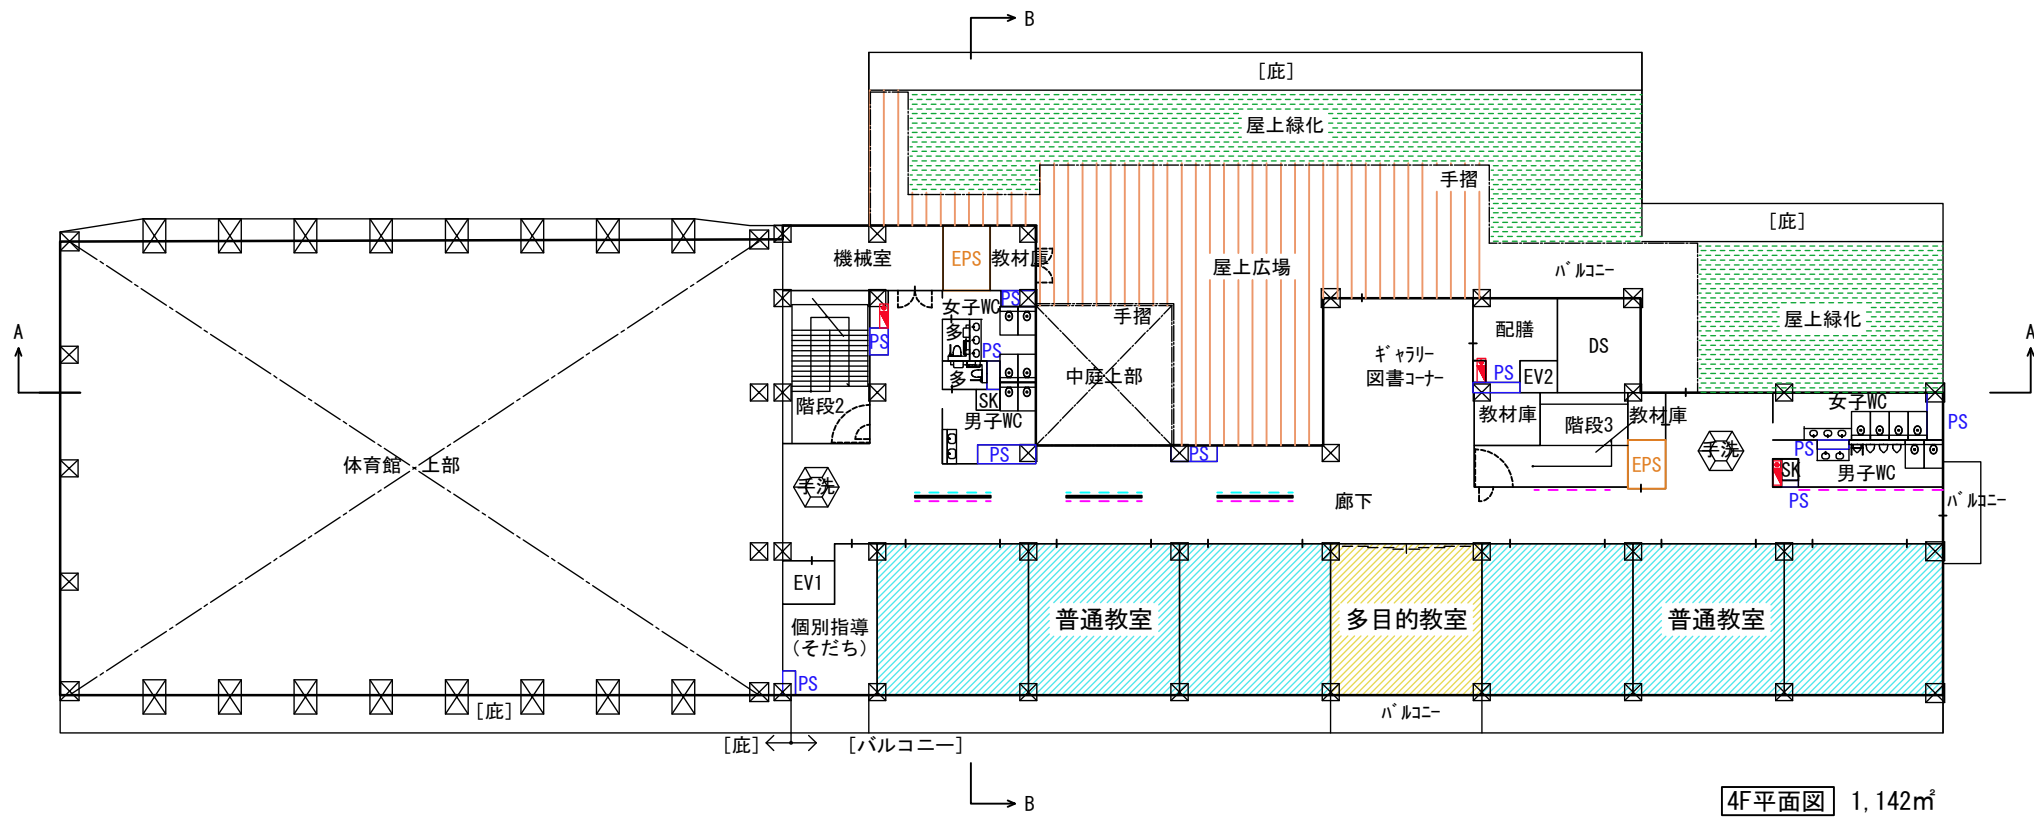 B
[庇]
屋上緑化
手摺
[庇]
機械室
EPS
教材庫
屋上広場
バルコニー
女子WC
PS
手摺
屋上緑化
A
A
多
PS
PS
多
中庭上部
ギャラリー
図書コーナー
配膳
DS
PS
EV2
階段2
SK
男子WC
教材庫
階段3
教材庫
女子WC
PS
体育館 上部
PS
PS
EPS
手洗
PS
SK
男子WC
手洗
廊下
PS
バルコニー
EV1
個別指導
(そだち)
普通教室
多目的教室
普通教室
PS
[庇]
バルコニー
[庇]
[バルコニー]
B
4F平面図 1,142㎡